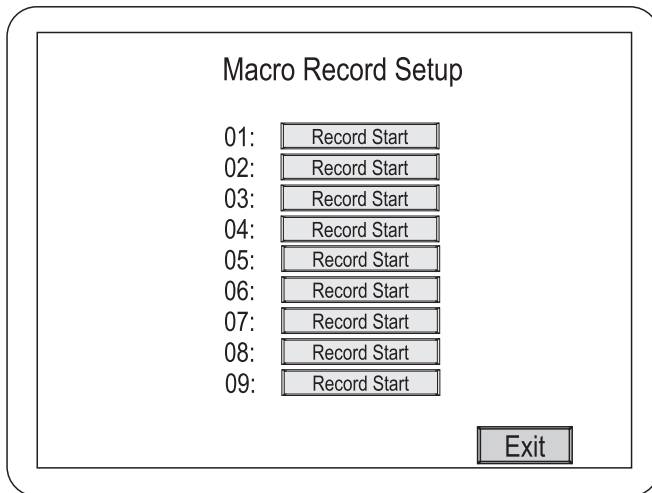 Macro Record Setup
01: Record Start
02: Record Start
03: Record Start
04: Record Start
05: Record Start
06: Record Start
07: Record Start
08: Record Start
09: Record Start
Exit